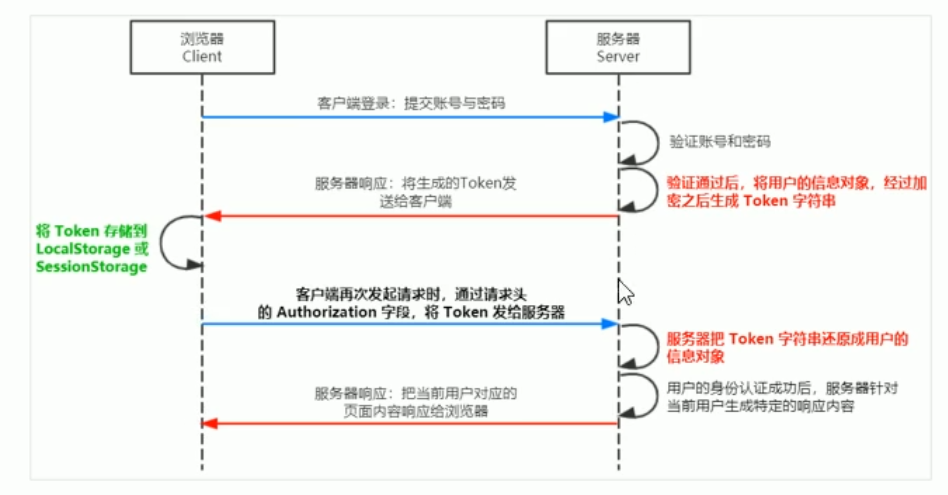 浏览器
Client
服务器
Server
客户端登录：提交账号与密码
验证账号和密码
服务器响应：将生成的Token发
送给客户端
验证通过后，将用户的信息对象，经过加
密之后生成 Token 字符串
将 Token 存储到
LocalStorage 或
SessionStorage
客户端再次发起请求时，通过请求头
的 Authorization 字段，将 Token 发给服务器
服务器把 Token 字符串还原成用户的
信息对象
服务器响应：把当前用户对应的
页面内容响应给浏览器
用户的身份认证成功后，服务器针对
当前用户生成特定的响应内容